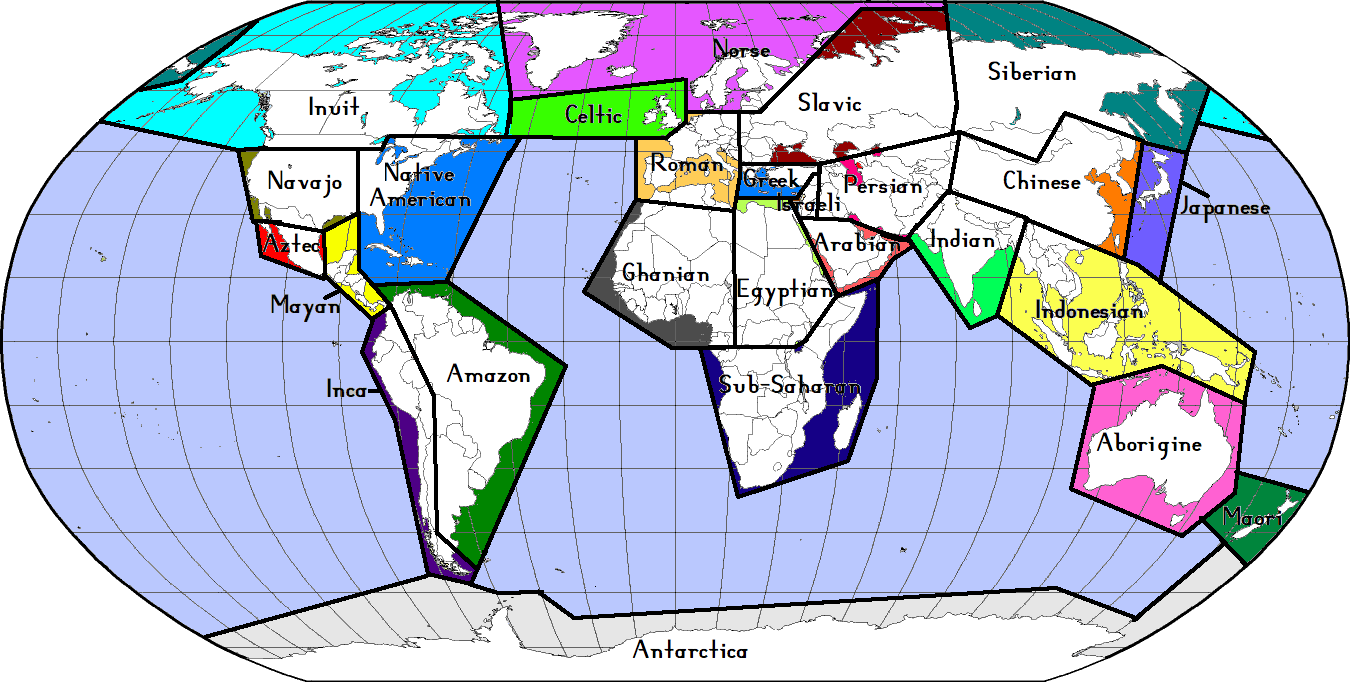 Norse
Siberian
Inuit
Celtic
Slavic
Roman
Navajo
Native
American
Greek
Israeli
Persian
Chinese
Japanese
Aztec
Mayan
Ghanian
Egyptian
Arabian
Indian
Indonesian
Inca
Amazon
Sub-Saharan
Aborigine
Maori
Antarctica